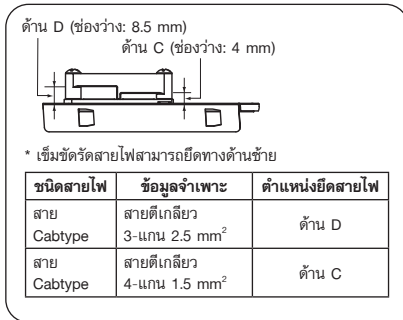 ด้าน D (ช่องว่าง: 8.5 mm)
ด้าน C (ช่องว่าง: 4 mm)
* เข็มขัดรัดสายไฟสามารถยึดทางด้านซ้าย
ชนิดสายไฟ ข้อมูลจำเพาะ ตำแหน่งยึดสายไฟ
สาย Cabtype สายตีเกลียว 3-แกน 2.5 mm² ด้าน D
สาย Cabtype สายตีเกลียว 4-แกน 1.5 mm² ด้าน C